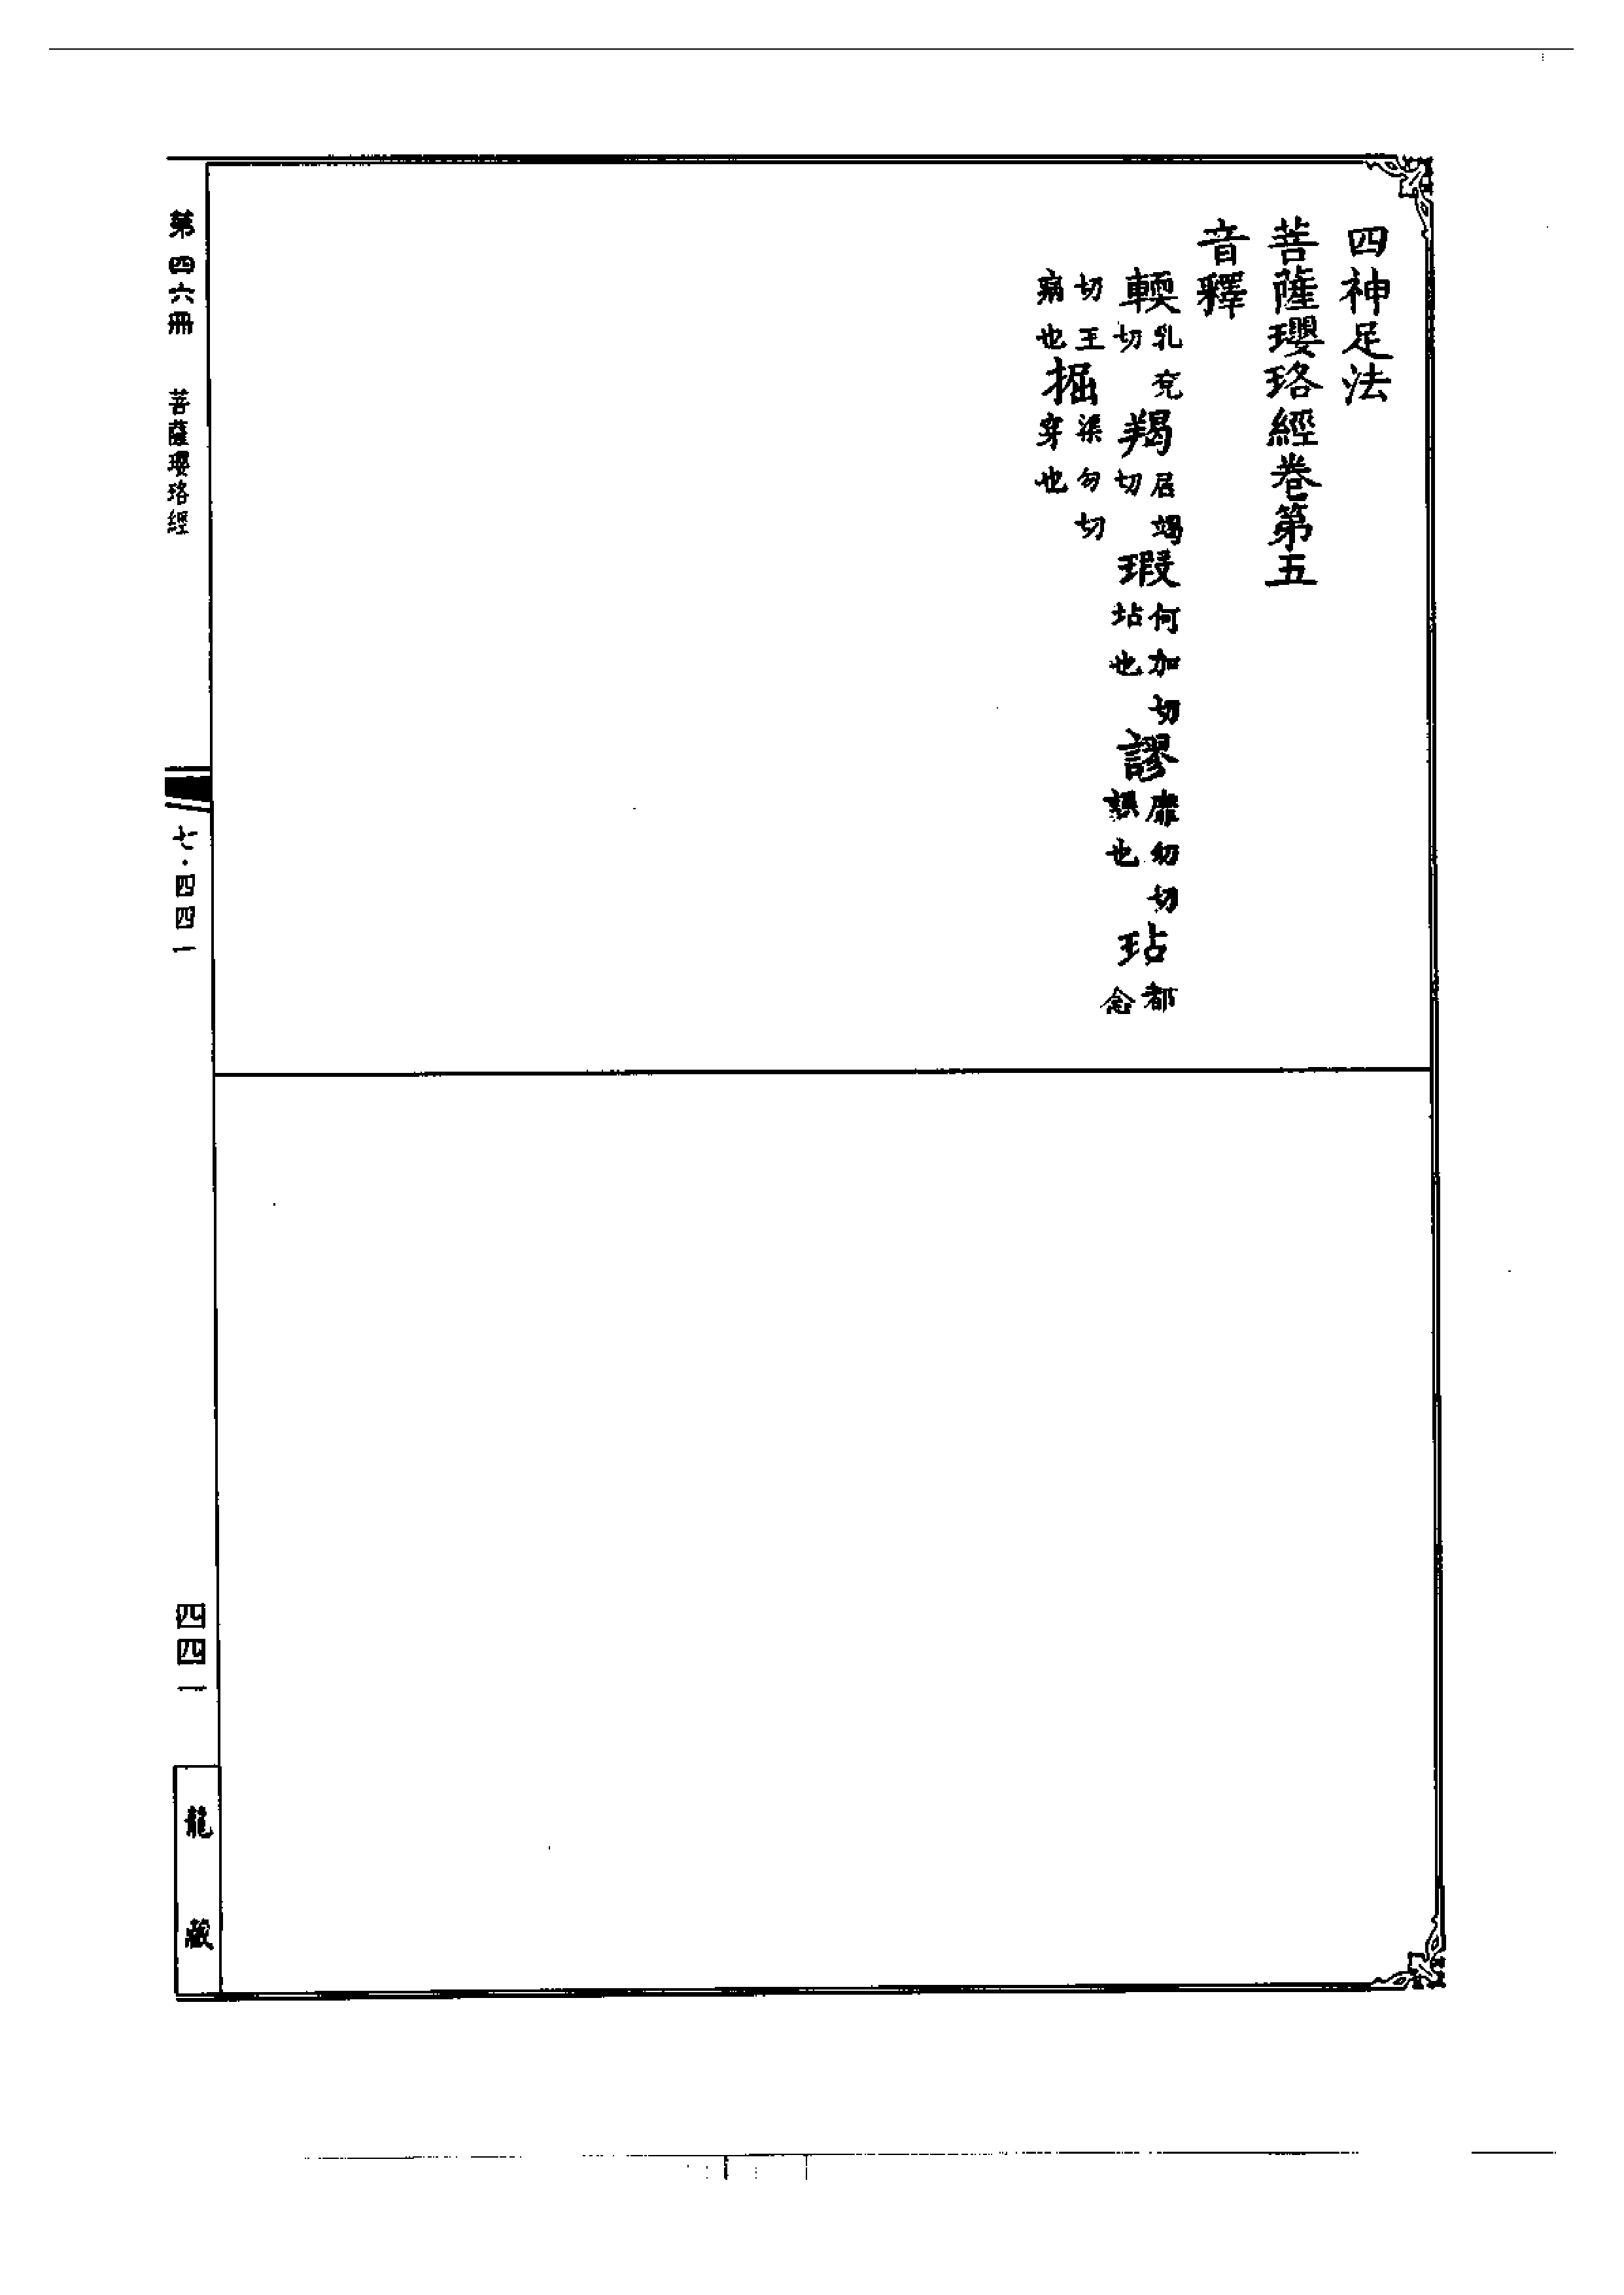 四神足法
菩薩瓔珞經卷第五
音釋
輭乳兗切羯居竭切瑕何加切坫也謬靡幼切誤也玷都念
切王病也掘渠勿切穿也
第四六冊 菩薩瓔珞經
七·四四一
四四一
龍藏